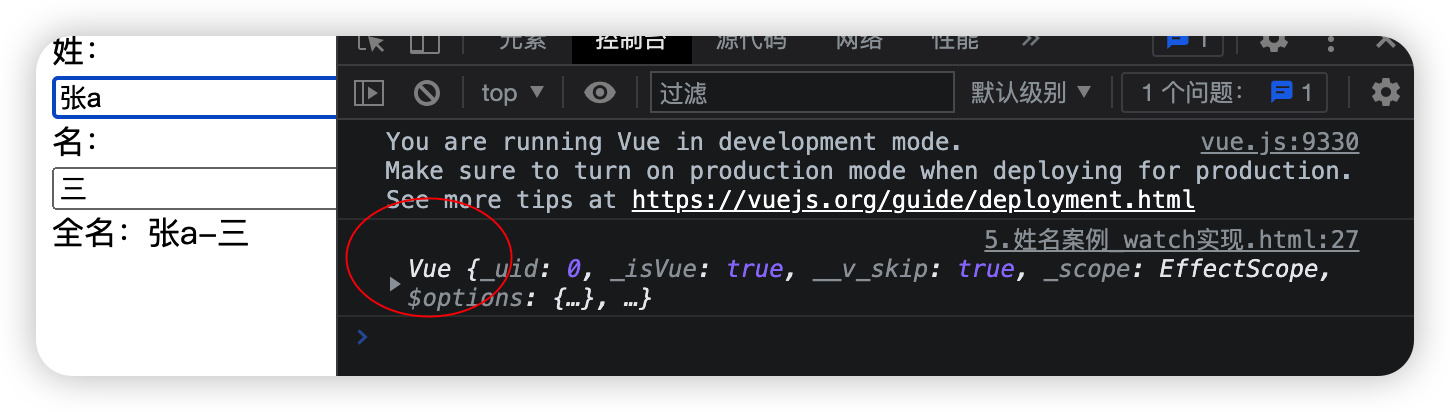 姓：
张a
名：
三
全名：张a-三
元素 控制台 源代码 网络 性能 » 1
top ▼ 过滤 默认级别 ▼ 1 个问题： 1
You are running Vue in development mode. vue.js:9330
Make sure to turn on production mode when deploying for production.
See more tips at https://vuejs.org/guide/deployment.html
5.姓名案例_watch实现.html:27
Vue {_uid: 0, _isVue: true, __v_skip: true, _scope: EffectScope,
$options: {…}, …}